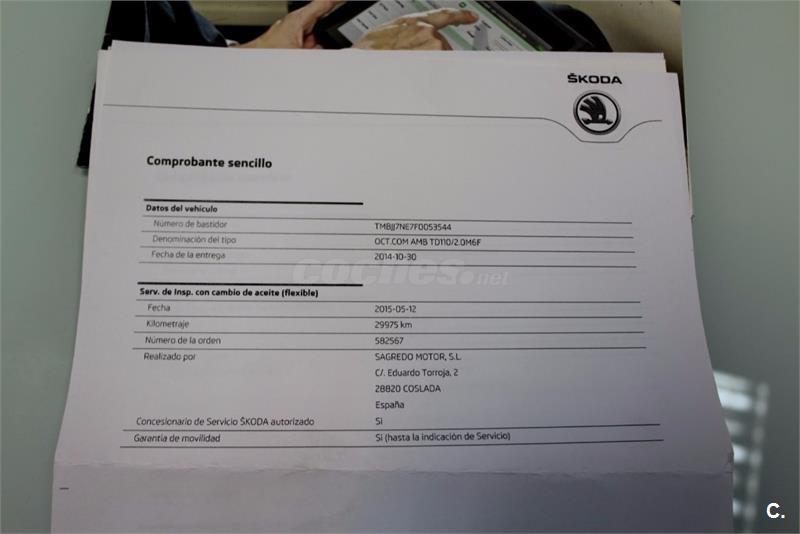 ŠKODA
Comprobante sencillo
Datos del vehículo
Número de bastidor TMBJJ7NE7F0053544
Denominación del tipo OCT.COM AMB TD110/2.0M6F
Fecha de la entrega 2014-10-30
coches.net
Serv. de Insp. con cambio de aceite (flexible)
Fecha 2015-05-12
Kilometraje 29975 km
Número de la orden 582567
Realizado por SAGREDO MOTOR, S.L.
C/. Eduardo Torroja, 2
28820 COSLADA
España
Concesionario de Servicio ŠKODA autorizado Si
Garantía de movilidad Si (hasta la indicación de Servicio)
C.